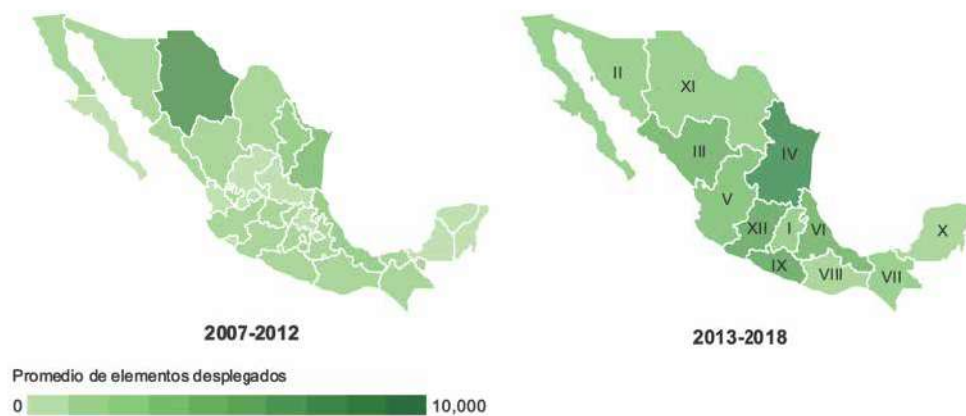 II
XI
III
IV
V
XII
I
VI
X
IX
VIII
VII
2007-2012
2013-2018
Promedio de elementos desplegados
0
10,000